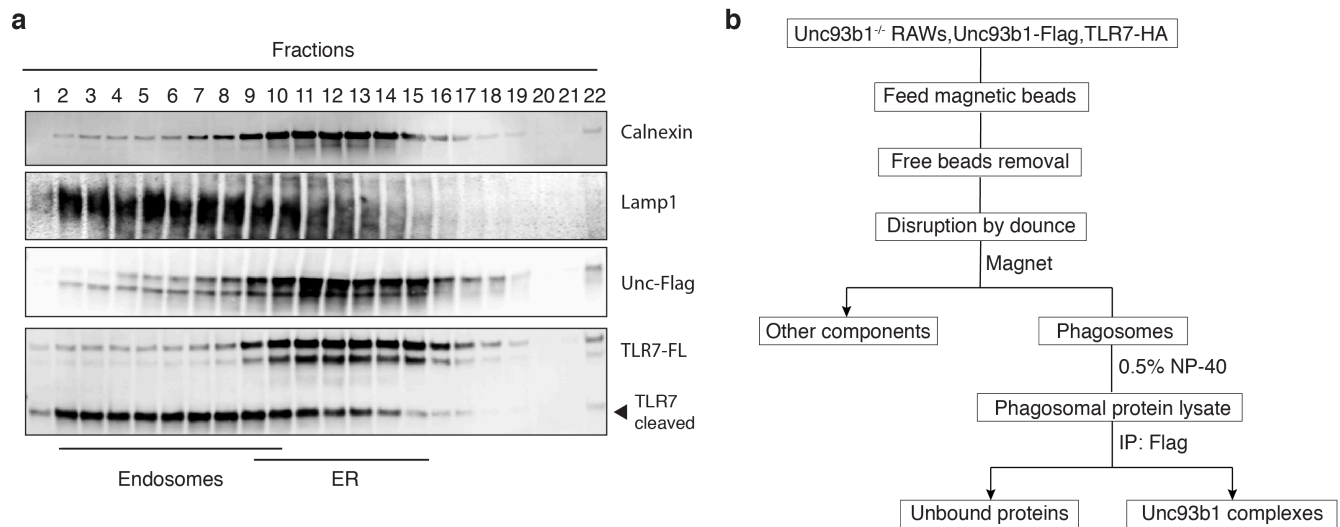 a
Fractions
1 2 3 4 5 6 7 8 9 10 11 12 13 14 15 16 17 18 19 20 21 22
Calnexin
Lamp1
Unc-Flag
TLR7-FL
TLR7
cleaved
Endosomes
ER
b
Unc93b1-/- RAWs,Unc93b1-Flag,TLR7-HA
Feed magnetic beads
Free beads removal
Disruption by dounce
Magnet
Other components
Phagosomes
0.5% NP-40
Phagosomal protein lysate
IP: Flag
Unbound proteins
Unc93b1 complexes